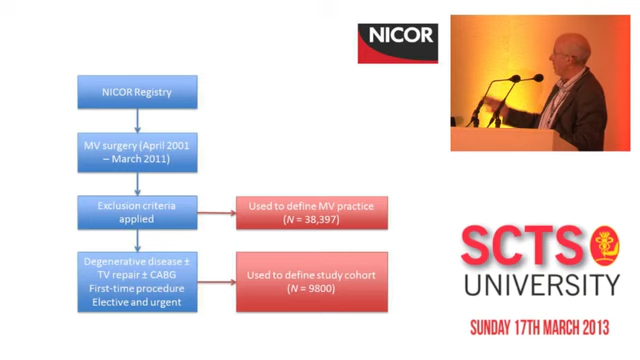 NICOR
NICOR Registry
MV surgery (April 2001
– March 2011)
Exclusion criteria
applied
Used to define MV practice
(N = 38,397)
Degenerative disease ±
TV repair ± CABG
First-time procedure
Elective and urgent
Used to define study cohort
(N = 9800)
SCTS
UNIVERSITY
SUNDAY 17TH MARCH 2013